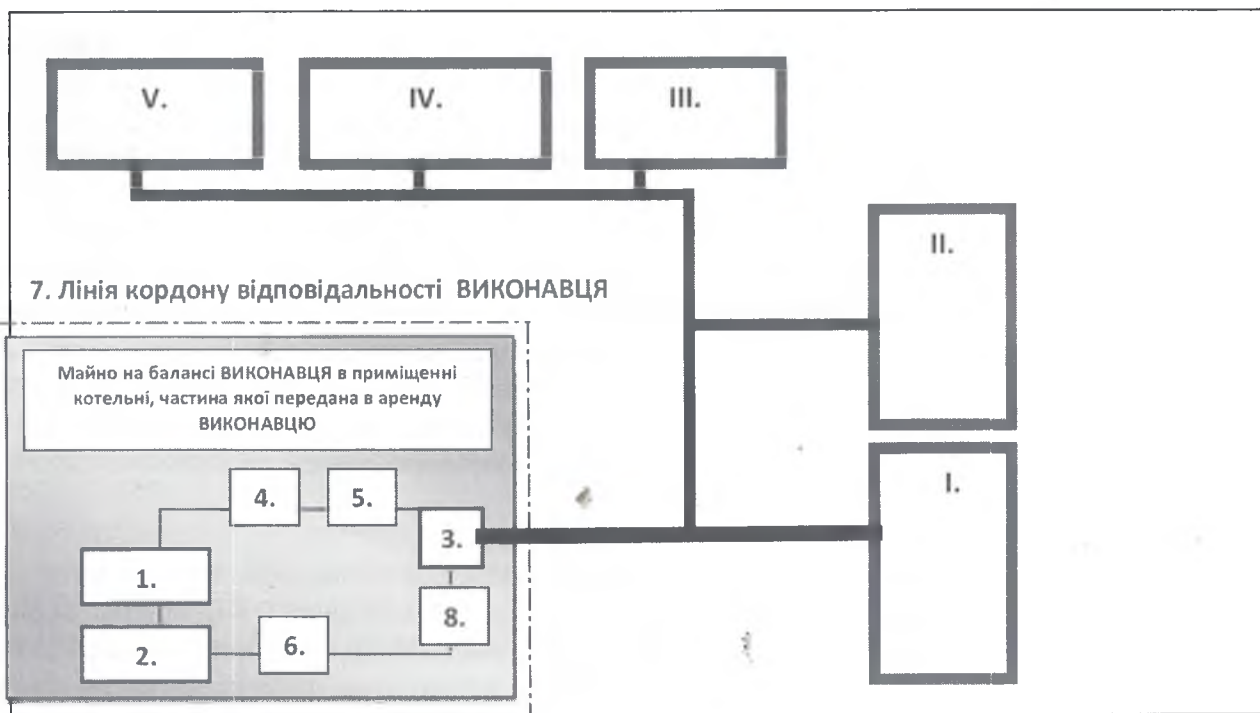 V.
IV.
III.
II.
7. Лінія кордону відповідальності ВИКОНАВЦЯ
Майно на балансі ВИКОНАВЦЯ в приміщенні
котельні, частина якої передана в аренду
ВИКОНАВЦЮ
I.
4.
5.
3.
1.
8.
6.
2.